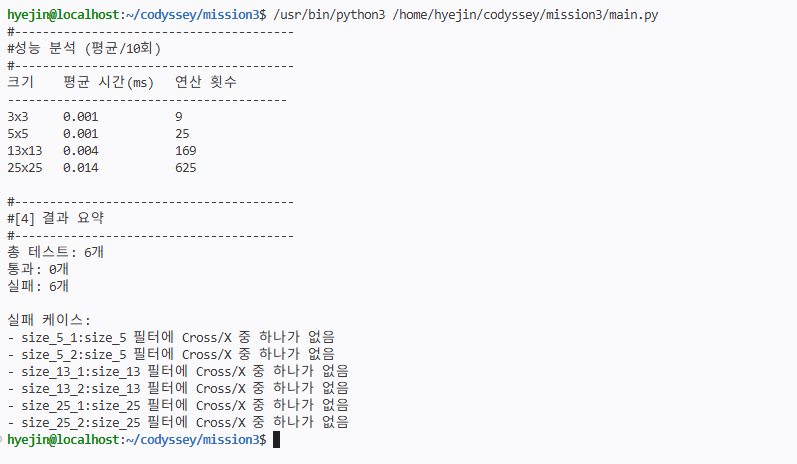 hyejin@localhost:~/codyssey/mission3$ /usr/bin/python3 /home/hyejin/codyssey/mission3/main.py
#----------------------------------------
#성능 분석 (평균/10회)
#----------------------------------------
크기    평균 시간(ms)   연산 횟수
----------------------------------------
3x3     0.001           9
5x5     0.001           25
13x13   0.004           169
25x25   0.014           625

#----------------------------------------
#[4] 결과 요약
#----------------------------------------
총 테스트: 6개
통과: 0개
실패: 6개

실패 케이스:
- size_5_1:size_5 필터에 Cross/X 중 하나가 없음
- size_5_2:size_5 필터에 Cross/X 중 하나가 없음
- size_13_1:size_13 필터에 Cross/X 중 하나가 없음
- size_13_2:size_13 필터에 Cross/X 중 하나가 없음
- size_25_1:size_25 필터에 Cross/X 중 하나가 없음
- size_25_2:size_25 필터에 Cross/X 중 하나가 없음
hyejin@localhost:~/codyssey/mission3$